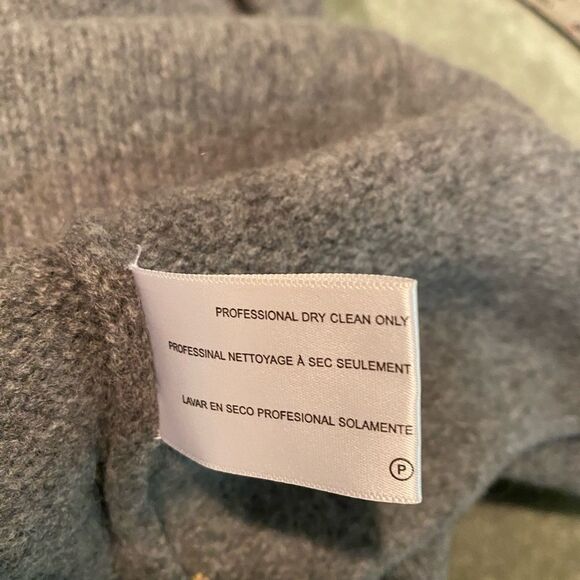 PROFESSIONAL DRY CLEAN ONLY
PROFESSINAL NETTOYAGE À SEC SEULEMENT
LAVAR EN SECO PROFESIONAL SOLAMENTE
P